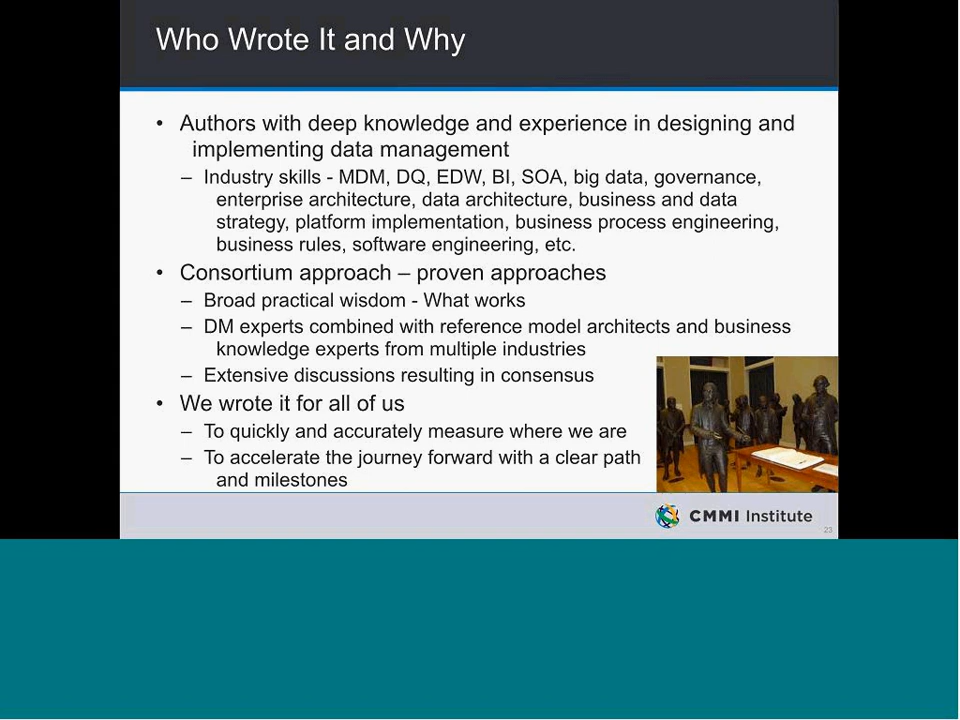 Who Wrote It and Why
• Authors with deep knowledge and experience in designing and
implementing data management
– Industry skills - MDM, DQ, EDW, BI, SOA, big data, governance,
enterprise architecture, data architecture, business and data
strategy, platform implementation, business process engineering,
business rules, software engineering, etc.
• Consortium approach – proven approaches
– Broad practical wisdom - What works
– DM experts combined with reference model architects and business
knowledge experts from multiple industries
– Extensive discussions resulting in consensus
• We wrote it for all of us
– To quickly and accurately measure where we are
– To accelerate the journey forward with a clear path
and milestones
CMMI Institute
23